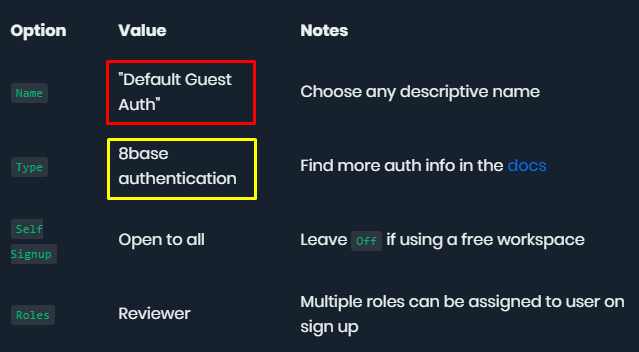 Option Value Notes
Name "Default Guest Auth" Choose any descriptive name
Type 8base authentication Find more auth info in the docs
Self Signup Open to all Leave Off if using a free workspace
Roles Reviewer Multiple roles can be assigned to user on sign up